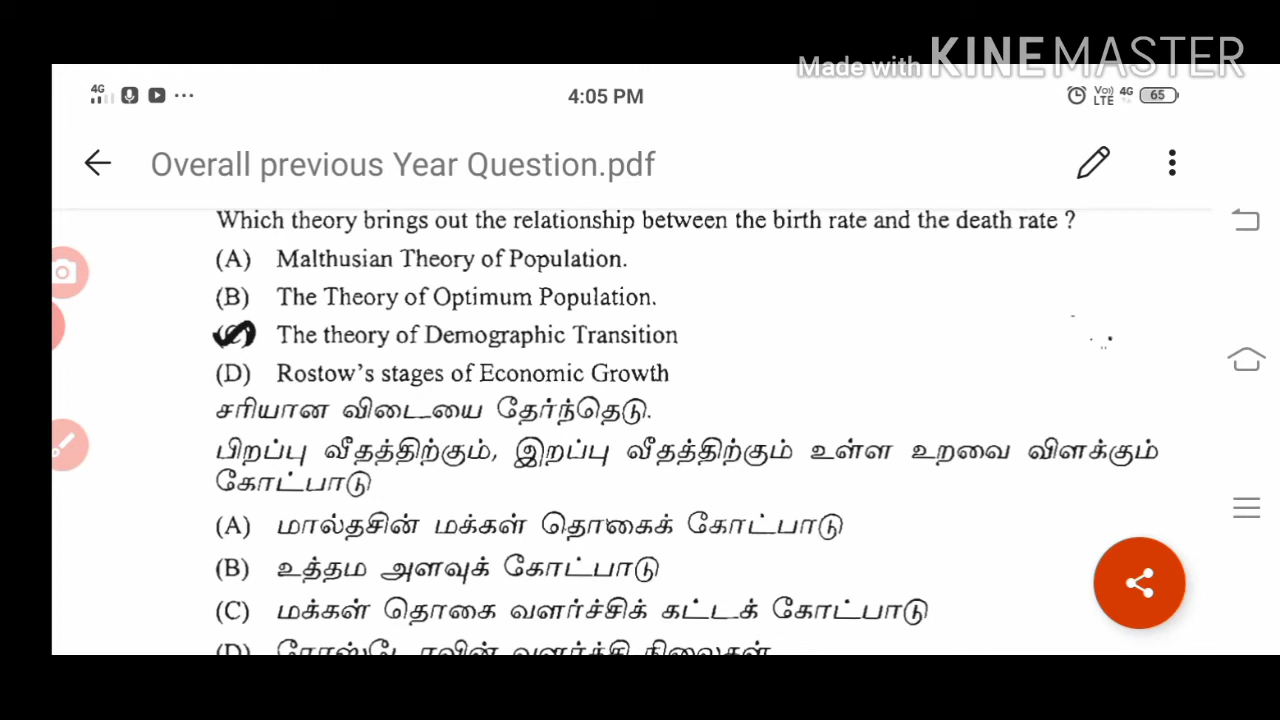 Made with KINEMASTER
4G
4:05 PM
Vo)) LTE 4G 65
Overall previous Year Question.pdf
Which theory brings out the relationship between the birth rate and the death rate ?
(A) Malthusian Theory of Population.
(B) The Theory of Optimum Population.
The theory of Demographic Transition
(D) Rostow's stages of Economic Growth
சரியான விடையை தேர்ந்தெடு.
பிறப்பு வீதத்திற்கும், இறப்பு வீதத்திற்கும் உள்ள உறவை விளக்கும்
கோட்பாடு
(A) மால்தசின் மக்கள் தொகைக் கோட்பாடு
(B) உத்தம அளவுக் கோட்பாடு
(C) மக்கள் தொகை வளர்ச்சிக் கட்டக் கோட்பாடு
(D) வளர்ச்சி நிலைகள்